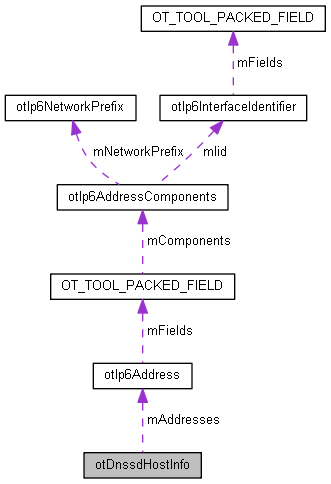 OT_TOOL_PACKED_FIELD
mFields
otIp6NetworkPrefix
otIp6InterfaceIdentifier
mNetworkPrefix
mIid
otIp6AddressComponents
mComponents
OT_TOOL_PACKED_FIELD
mFields
otIp6Address
mAddresses
otDnssdHostInfo